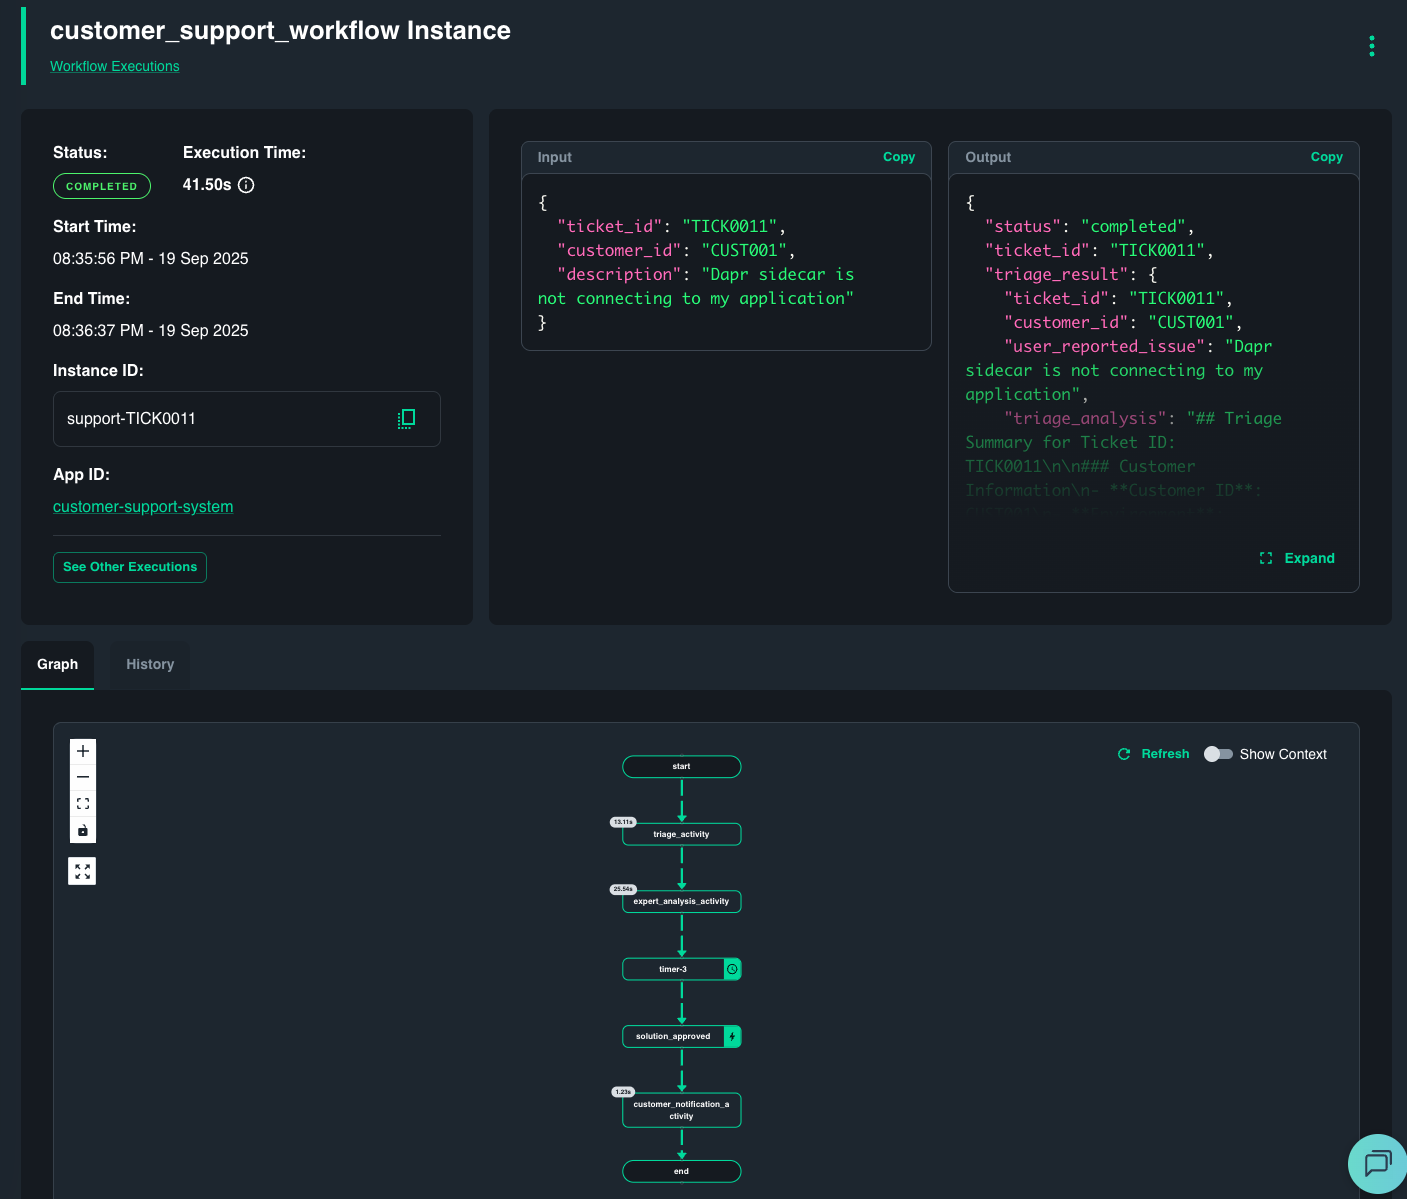 customer_support_workflow Instance
Workflow Executions
Status:
Execution Time:
COMPLETED
41.50s
Start Time:
08:35:56 PM - 19 Sep 2025
End Time:
08:36:37 PM - 19 Sep 2025
Instance ID:
support-TICK0011
App ID:
customer-support-system
See Other Executions
Input
Copy
{
"ticket_id": "TICK0011",
"customer_id": "CUST001",
"description": "Dapr sidecar is
not connecting to my application"
}
Output
Copy
{
"status": "completed",
"ticket_id": "TICK0011",
"triage_result": {
"ticket_id": "TICK0011",
"customer_id": "CUST001",
"user_reported_issue": "Dapr
sidecar is not connecting to my
application",
"triage_analysis": "## Triage
Summary for Ticket ID:
TICK0011\n\n### Customer
Information\n- **Customer ID**:
Expand
Graph
History
Refresh
Show Context
start
13.11s
triage_activity
25.54s
expert_analysis_activity
timer-3
solution_approved
1.23s
customer_notification_a
ctivity
end